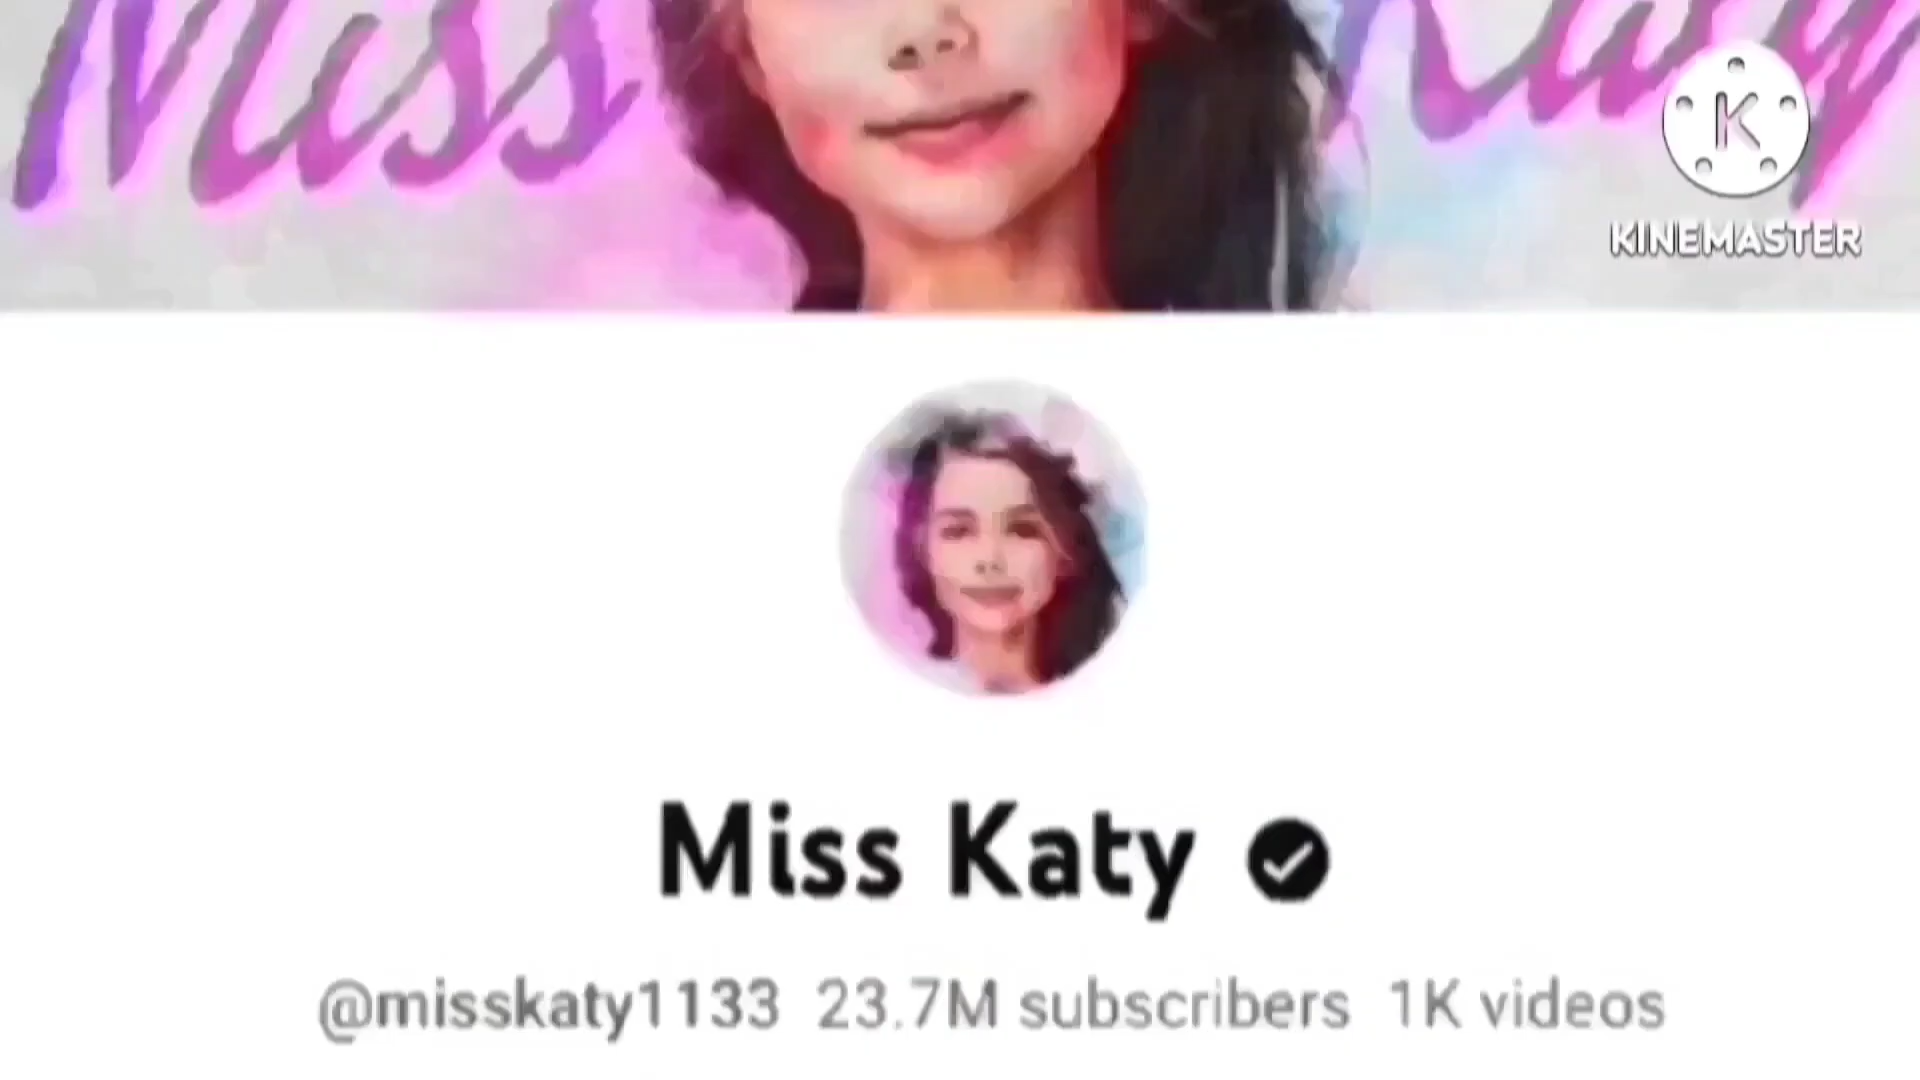 Miss Katy
K
KINEMASTER
Miss Katy
@misskaty1133 23.7M subscribers 1K videos